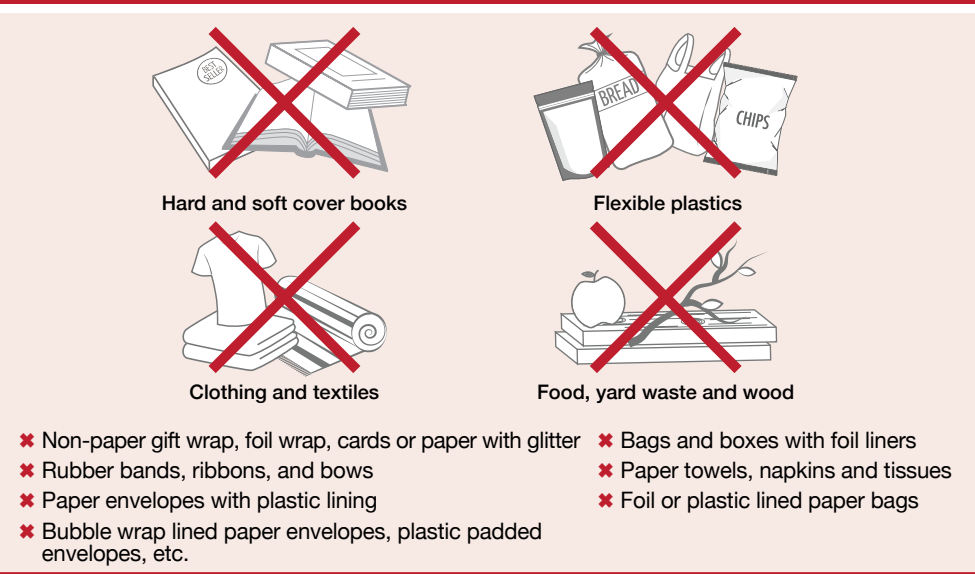 BEST
SELLER
BREAD
CHIPS
Hard and soft cover books
Flexible plastics
Clothing and textiles
Food, yard waste and wood
✖ Non-paper gift wrap, foil wrap, cards or paper with glitter
✖ Rubber bands, ribbons, and bows
✖ Paper envelopes with plastic lining
✖ Bubble wrap lined paper envelopes, plastic padded
envelopes, etc.
✖ Bags and boxes with foil liners
✖ Paper towels, napkins and tissues
✖ Foil or plastic lined paper bags